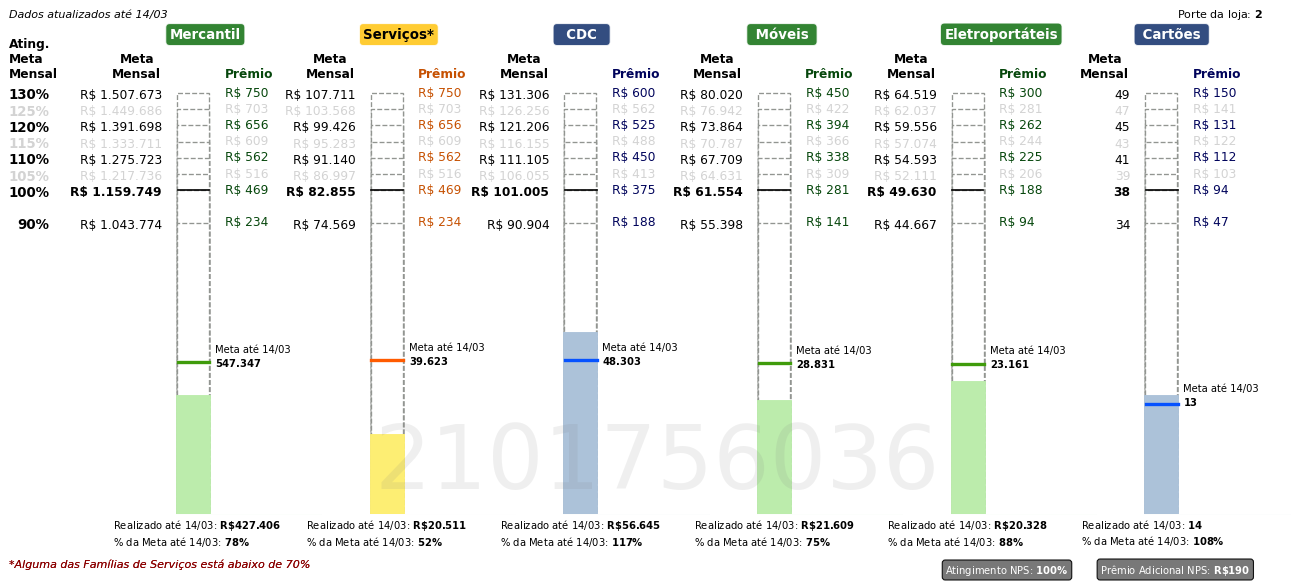 Dados atualizados até 14/03
Porte da loja: 2
Mercantil Serviços* CDC Móveis Eletroportáteis Cartões
Ating. Meta Mensal
Meta Mensal Prêmio Meta Mensal Prêmio Meta Mensal Prêmio Meta Mensal Prêmio Meta Mensal Prêmio Meta Mensal Prêmio
130% R$ 1.507.673 R$ 750 R$ 107.711 R$ 750 R$ 131.306 R$ 600 R$ 80.020 R$ 450 R$ 64.519 R$ 300 49 R$ 150
125% R$ 1.449.686 R$ 703 R$ 103.568 R$ 703 R$ 126.256 R$ 562 R$ 76.942 R$ 422 R$ 62.037 R$ 281 47 R$ 141
120% R$ 1.391.698 R$ 656 R$ 99.426 R$ 656 R$ 121.206 R$ 525 R$ 73.864 R$ 394 R$ 59.556 R$ 262 45 R$ 131
115% R$ 1.333.711 R$ 609 R$ 95.283 R$ 609 R$ 116.155 R$ 488 R$ 70.787 R$ 366 R$ 57.074 R$ 244 43 R$ 122
110% R$ 1.275.723 R$ 562 R$ 91.140 R$ 562 R$ 111.105 R$ 450 R$ 67.709 R$ 338 R$ 54.593 R$ 225 41 R$ 112
105% R$ 1.217.736 R$ 516 R$ 86.997 R$ 516 R$ 106.055 R$ 413 R$ 64.631 R$ 309 R$ 52.111 R$ 206 39 R$ 103
100% R$ 1.159.749 R$ 469 R$ 82.855 R$ 469 R$ 101.005 R$ 375 R$ 61.554 R$ 281 R$ 49.630 R$ 188 38 R$ 94
90% R$ 1.043.774 R$ 234 R$ 74.569 R$ 234 R$ 90.904 R$ 188 R$ 55.398 R$ 141 R$ 44.667 R$ 94 34 R$ 47
Meta até 14/03 Meta até 14/03 Meta até 14/03 Meta até 14/03 Meta até 14/03
547.347 39.623 48.303 28.831 23.161
Meta até 14/03
13
2101756036
Realizado até 14/03: R$427.406 Realizado até 14/03: R$20.511 Realizado até 14/03: R$56.645 Realizado até 14/03: R$21.609 Realizado até 14/03: R$20.328 Realizado até 14/03: 14
% da Meta até 14/03: 78% % da Meta até 14/03: 52% % da Meta até 14/03: 117% % da Meta até 14/03: 75% % da Meta até 14/03: 88% % da Meta até 14/03: 108%
*Alguma das Famílias de Serviços está abaixo de 70%
Atingimento NPS: 100% Prêmio Adicional NPS: R$190